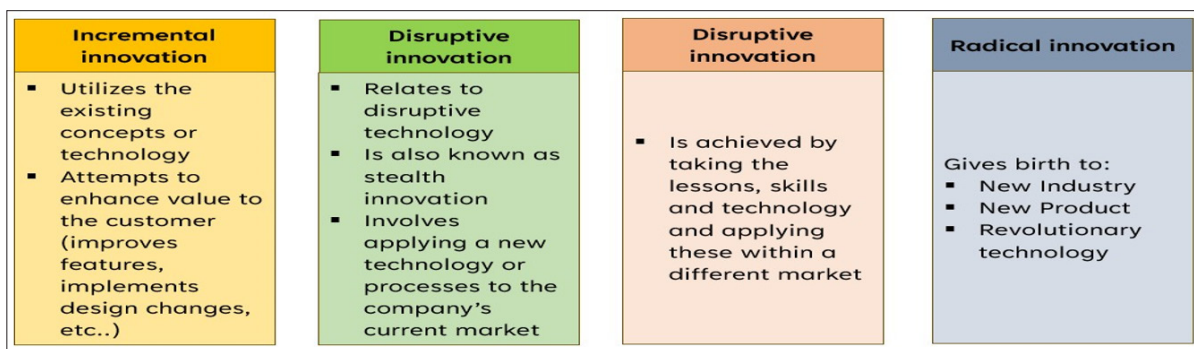 Incremental
innovation
▪ Utilizes the
existing
concepts or
technology
▪ Attempts to
enhance value to
the customer
(improves
features,
implements
design changes,
etc..)
Disruptive
innovation
▪ Relates to
disruptive
technology
▪ Is also known as
stealth
innovation
▪ Involves
applying a new
technology or
processes to the
company's
current market
Disruptive
innovation
▪ Is achieved by
taking the
lessons, skills
and technology
and applying
these within a
different market
Radical innovation
Gives birth to:
▪ New Industry
▪ New Product
▪ Revolutionary
technology